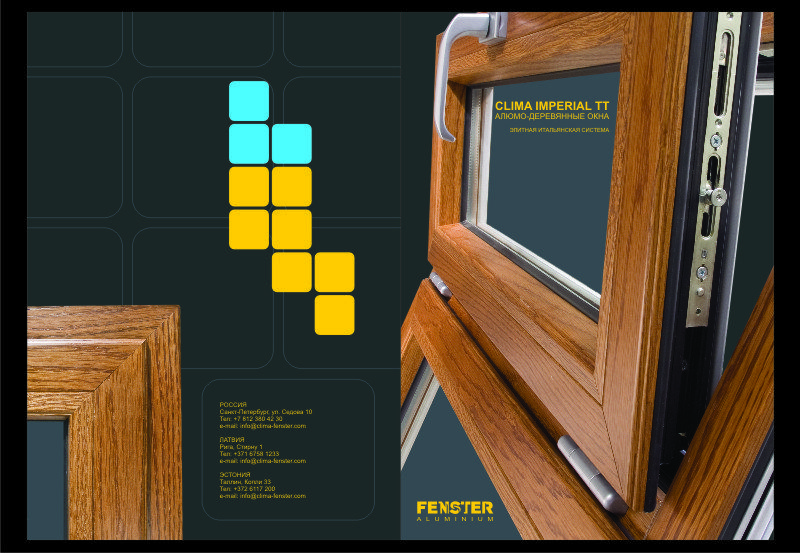 CLIMA IMPERIAL TT
АЛЮМО-ДЕРЕВЯННЫЕ ОКНА
ЭЛИТНАЯ ИТАЛЬЯНСКАЯ СИСТЕМА
РОССИЯ
Санкт-Петербург, ул. Седова 10
Тел: +7 812 380 42 30
e-mail: info@clima-fenster.com
ЛАТВИЯ
Рига, Стирну 1
Тел: +371 6758 1233
e-mail: info@clima-fenster.com
ЭСТОНИЯ
Таллин, Копли 33
Тел: +372 6117 200
e-mail: info@clima-fenster.com
FENSTER
ALUMINIUM